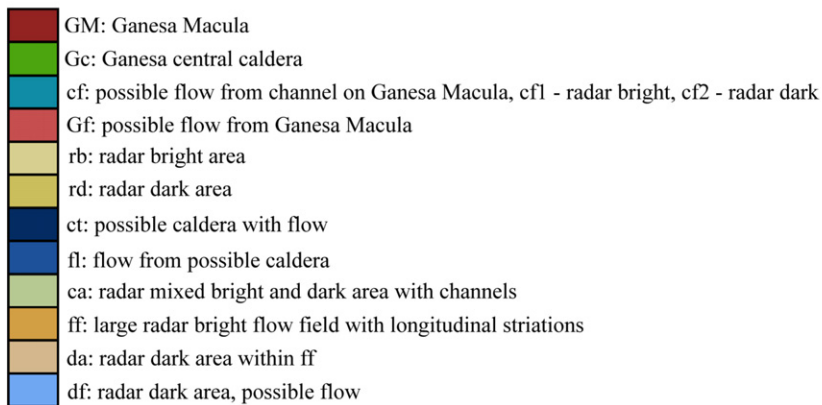 GM: Ganesa Macula
Gc: Ganesa central caldera
cf: possible flow from channel on Ganesa Macula, cf1 - radar bright, cf2 - radar dark
Gf: possible flow from Ganesa Macula
rb: radar bright area
rd: radar dark area
ct: possible caldera with flow
fl: flow from possible caldera
ca: radar mixed bright and dark area with channels
ff: large radar bright flow field with longitudinal striations
da: radar dark area within ff
df: radar dark area, possible flow